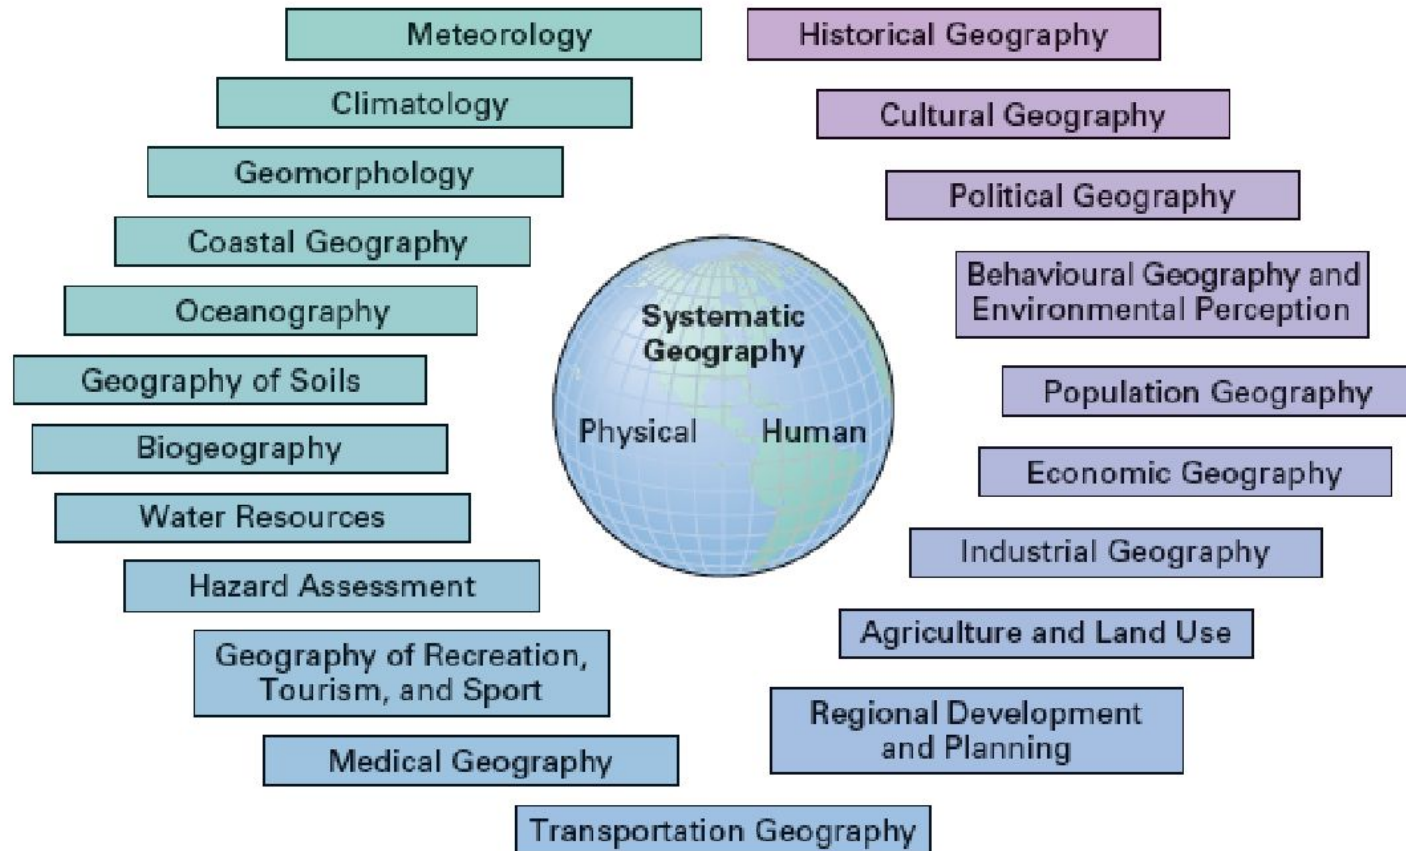 Meteorology
Climatology
Geomorphology
Coastal Geography
Oceanography
Geography of Soils
Biogeography
Water Resources
Hazard Assessment
Geography of Recreation,
Tourism, and Sport
Medical Geography
Transportation Geography
Systematic
Geography
Physical
Human
Historical Geography
Cultural Geography
Political Geography
Behavioural Geography and
Environmental Perception
Population Geography
Economic Geography
Industrial Geography
Agriculture and Land Use
Regional Development
and Planning